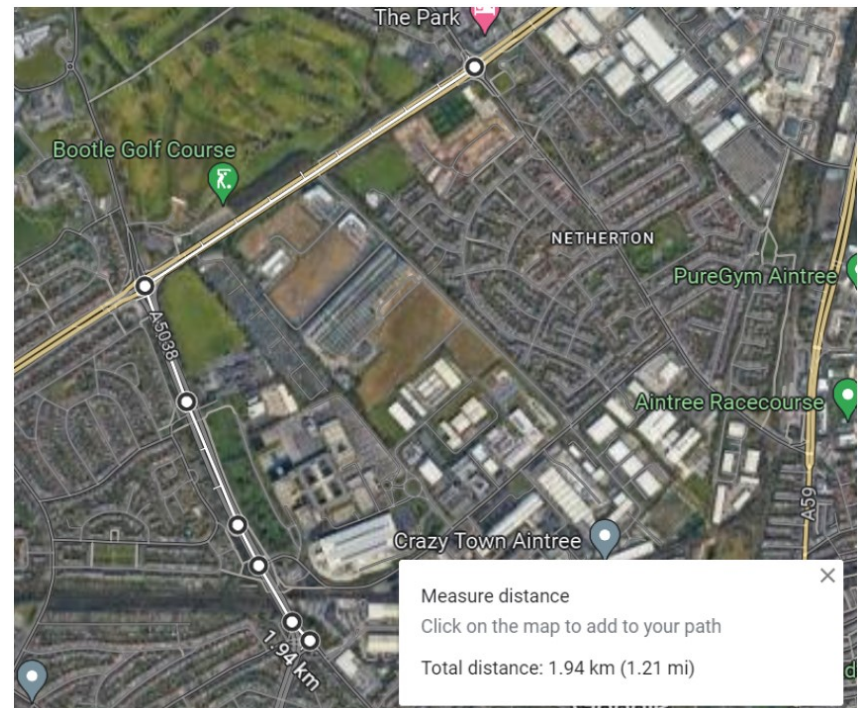 The Park
Bootle Golf Course
NETHERTON
PureGym Aintree
A5038
Aintree Racecourse
A59
Crazy Town Aintree
1.94 km
Measure distance
Click on the map to add to your path
Total distance: 1.94 km (1.21 mi)